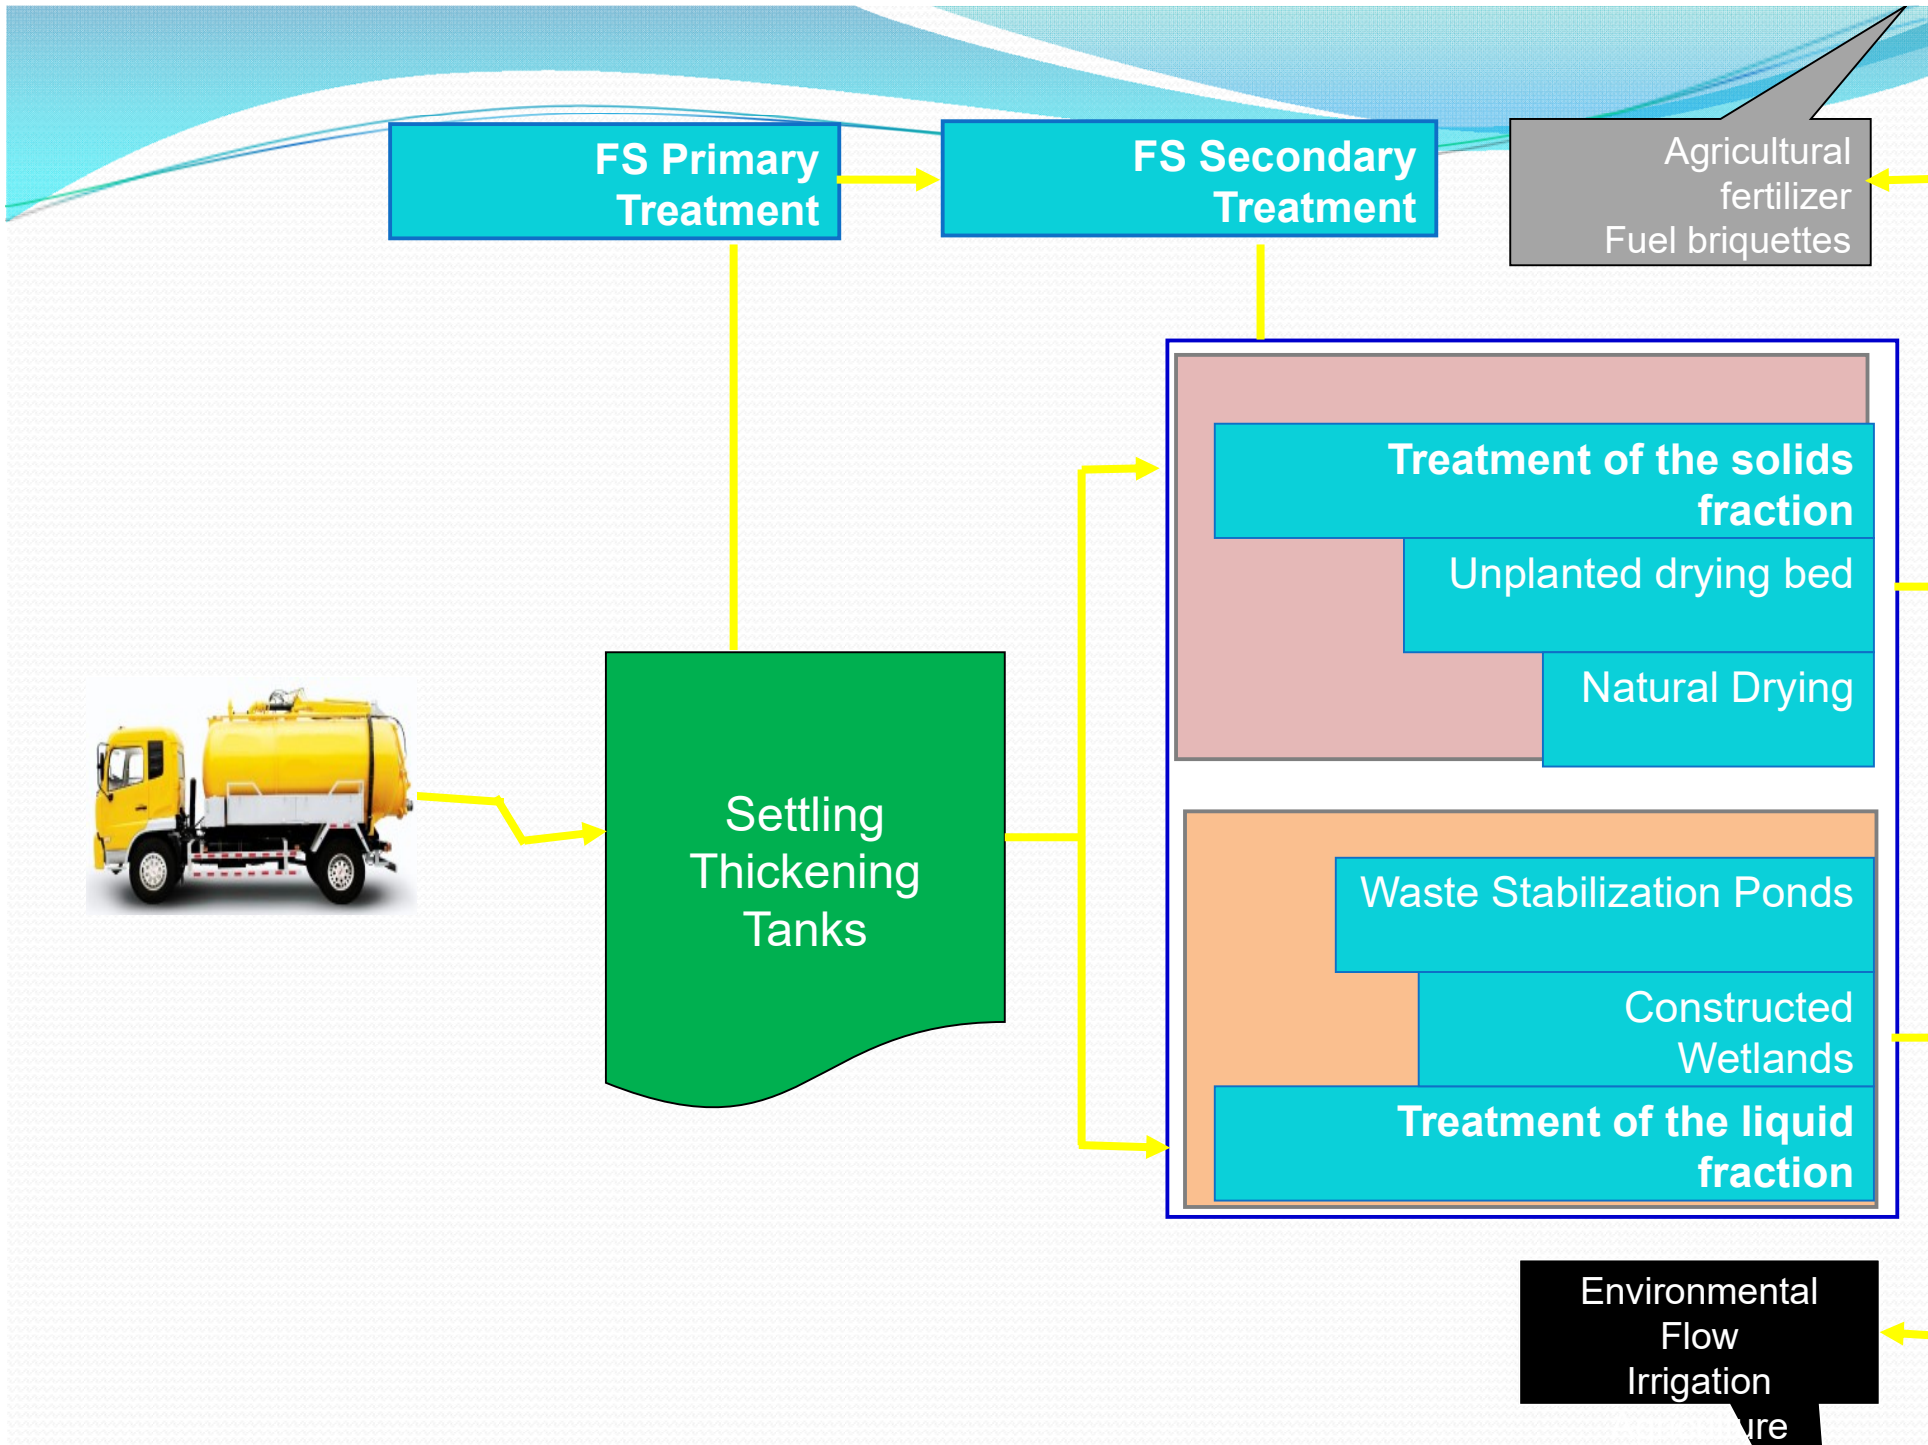 FS Primary
Treatment
FS Secondary
Treatment
Agricultural
fertilizer
Fuel briquettes
Treatment of the solids
fraction
Unplanted drying bed
Natural Drying
Settling
Thickening
Tanks
Waste Stabilization Ponds
Constructed
Wetlands
Treatment of the liquid
fraction
Environmental
Flow
Irrigation